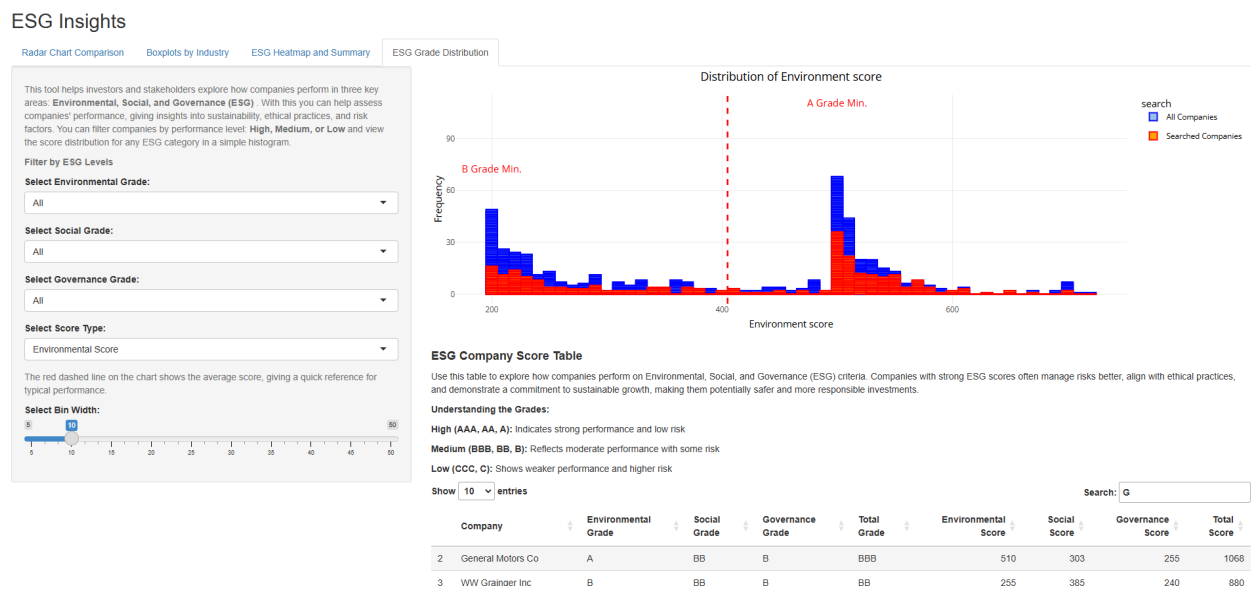 ESG Insights
Radar Chart Comparison
Boxplots by Industry
ESG Heatmap and Summary
ESG Grade Distribution
This tool helps investors and stakeholders explore how companies perform in three key
areas: Environmental, Social, and Governance (ESG) . With this you can help assess
companies' performance, giving insights into sustainability, ethical practices, and risk
factors. You can filter companies by performance level: High, Medium, or Low and view
the score distribution for any ESG category in a simple histogram.
Filter by ESG Levels
Select Environmental Grade:
All
Select Social Grade:
All
Select Governance Grade:
All
Select Score Type:
Environmental Score
The red dashed line on the chart shows the average score, giving a quick reference for
typical performance.
Select Bin Width:
5 10 50
5 10 15 20 25 30 35 40 45 50
Distribution of Environment score
A Grade Min.
B Grade Min.
search
All Companies
Searched Companies
Frequency
90
60
30
0
200 400 600
Environment score
ESG Company Score Table
Use this table to explore how companies perform on Environmental, Social, and Governance (ESG) criteria. Companies with strong ESG scores often manage risks better, align with ethical practices,
and demonstrate a commitment to sustainable growth, making them potentially safer and more responsible investments.
Understanding the Grades:
High (AAA, AA, A): Indicates strong performance and low risk
Medium (BBB, BB, B): Reflects moderate performance with some risk
Low (CCC, C): Shows weaker performance and higher risk
Show 10 entries
Search: G
Company
Environmental Grade
Social Grade
Governance Grade
Total Grade
Environmental Score
Social Score
Governance Score
Total Score
2 General Motors Co A BB B BBB 510 303 255 1068
3 WW Grainger Inc B BB B BB 255 385 240 880